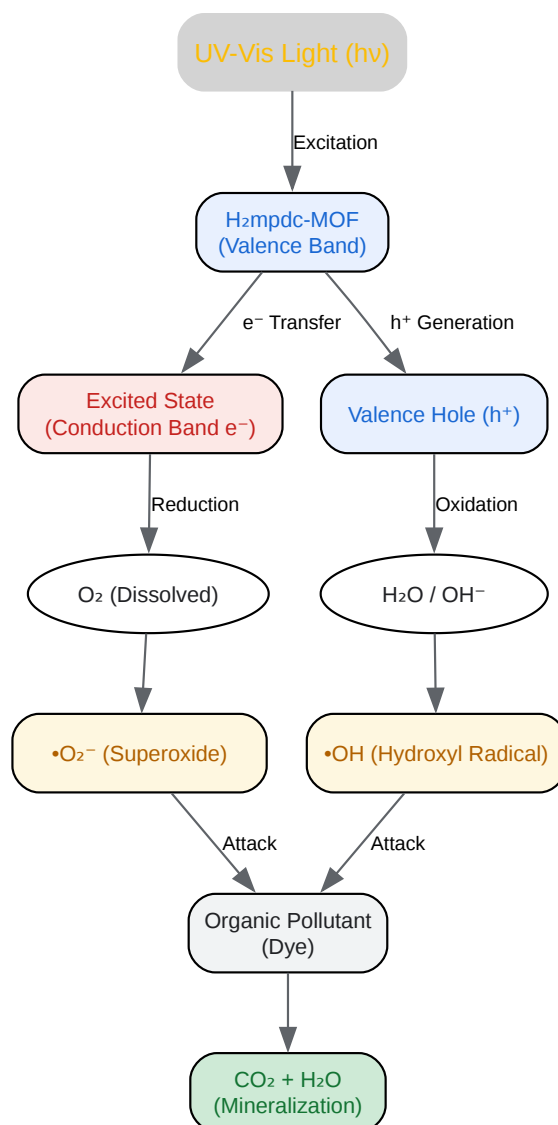 UV-Vis Light (hν)
Excitation
H₂mpdc-MOF
(Valence Band)
e⁻ Transfer
h⁺ Generation
Excited State
(Conduction Band e⁻)
Valence Hole (h⁺)
Reduction
Oxidation
O₂ (Dissolved)
H₂O / OH⁻
•O₂⁻ (Superoxide)
•OH (Hydroxyl Radical)
Attack
Attack
Organic Pollutant
(Dye)
CO₂ + H₂O
(Mineralization)